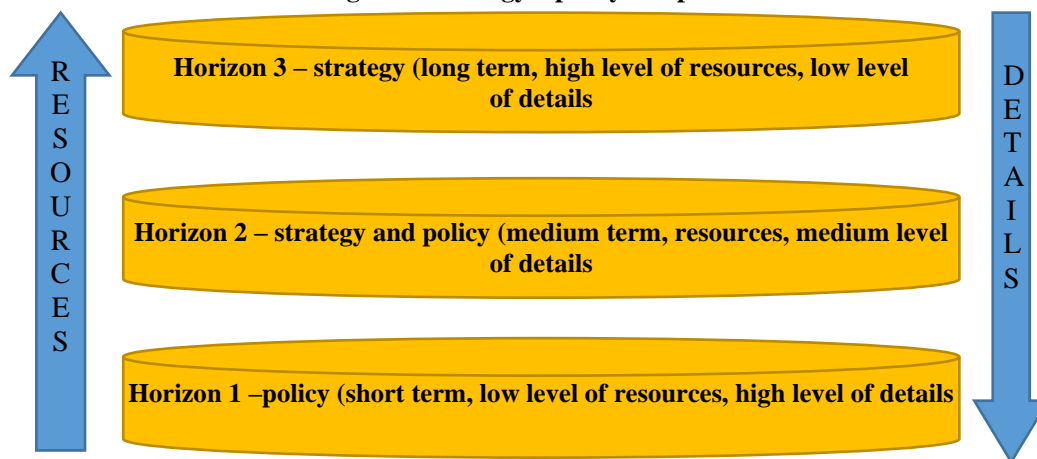 RESOURCES
Horizon 3 – strategy (long term, high level of resources, low level
of details
Horizon 2 – strategy and policy (medium term, resources, medium level
of details
Horizon 1 –policy (short term, low level of resources, high level of details
DETAILS